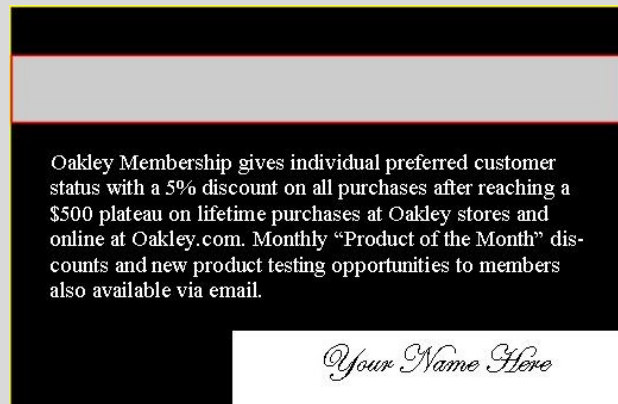 Oakley Membership gives individual preferred customer
status with a 5% discount on all purchases after reaching a
$500 plateau on lifetime purchases at Oakley stores and
online at Oakley.com. Monthly “Product of the Month” dis-
counts and new product testing opportunities to members
also available via email.
Your Name Here